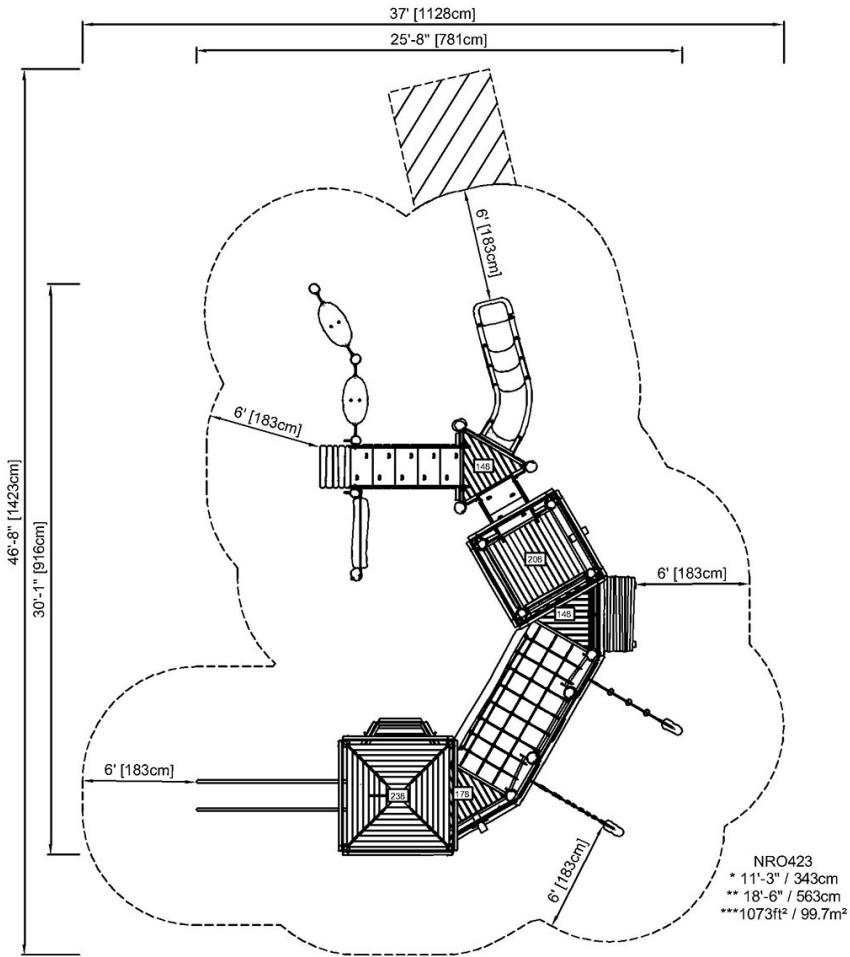 37' [1128cm]
25'-8" [781cm]
6' [183cm]
6' [183cm]
46'-8" [1423cm]
30'-1" [916cm]
148
208
6' [183cm]
148
6' [183cm]
238
178
6' [183cm]
NRO423
* 11'-3" / 343cm
** 18'-6" / 563cm
***1073ft² / 99.7m²